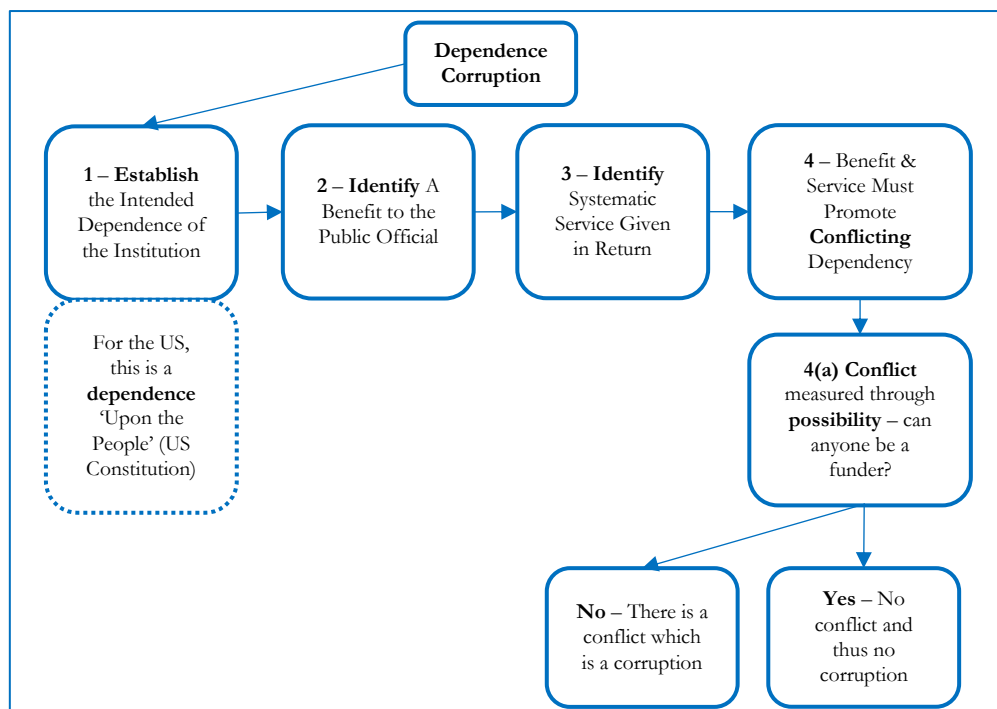 Dependence
Corruption
1 – Establish
the Intended
Dependence of
the Institution
2 – Identify A
Benefit to the
Public Official
3 – Identify
Systematic
Service Given
in Return
4 – Benefit &
Service Must
Promote
Conflicting
Dependency
For the US,
this is a
dependence
‘Upon the
People’ (US
Constitution)
4(a) Conflict
measured through
possibility – can
anyone be a
funder?
No – There is a
conflict which
is a corruption
Yes – No
conflict and
thus no
corruption